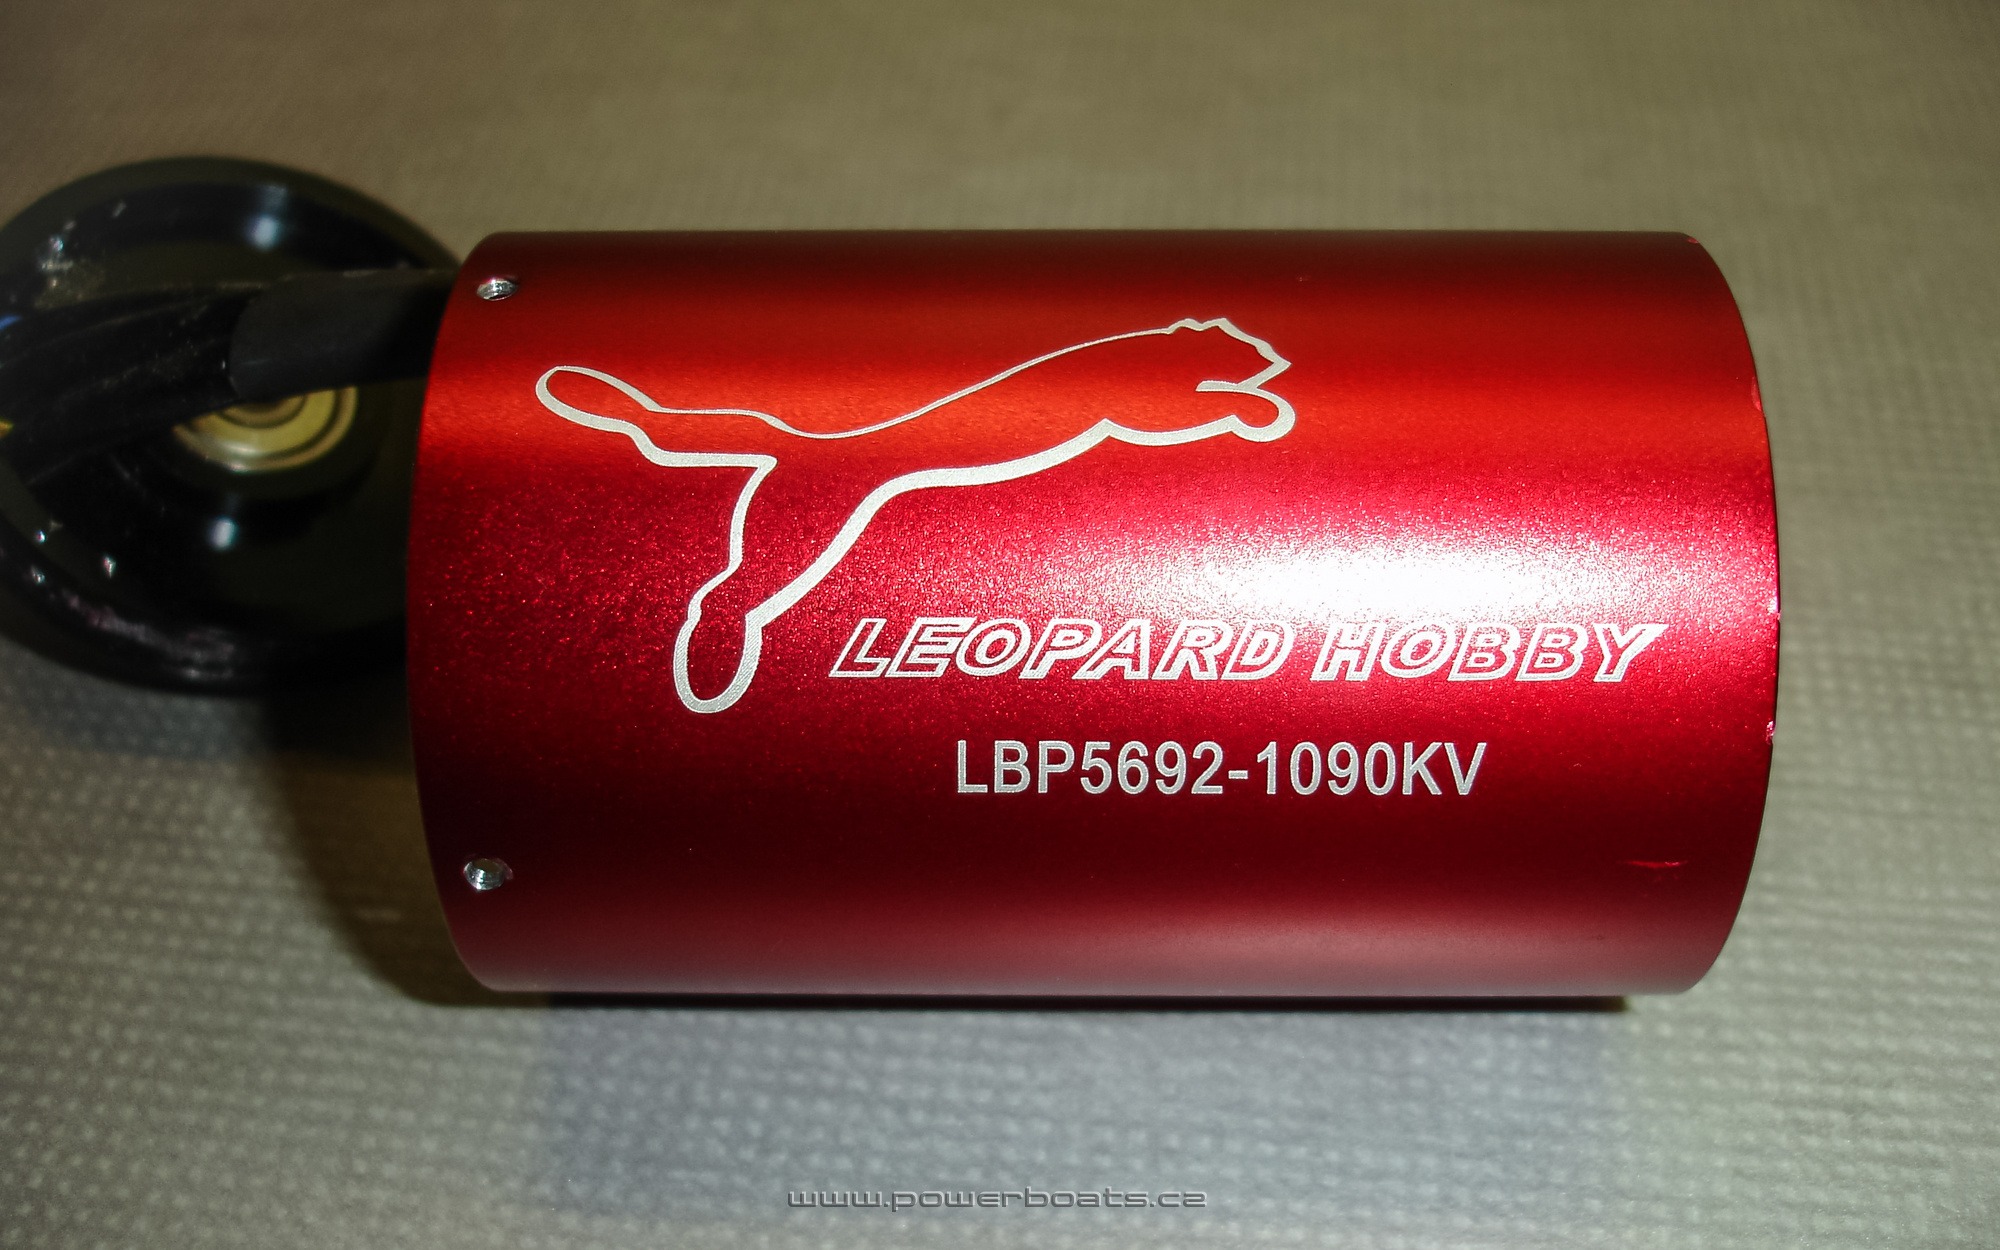 LEOPARD HOBBY
LBP5692-1090KV
www.powerboats.cz